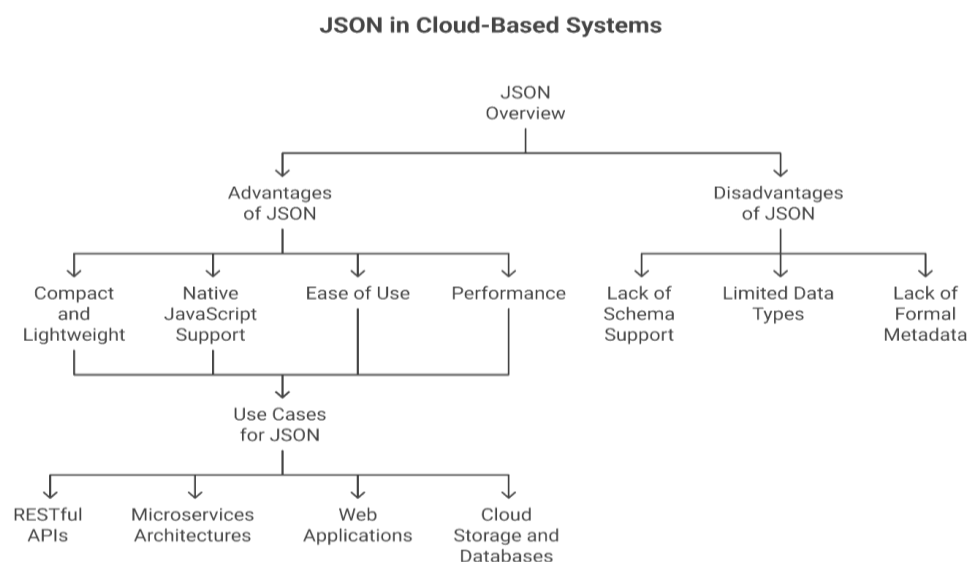 JSON in Cloud-Based Systems
JSON
Overview
Advantages
of JSON
Disadvantages
of JSON
Compact
and
Lightweight
Native
JavaScript
Support
Ease of Use
Performance
Lack of
Schema
Support
Limited Data
Types
Lack of
Formal
Metadata
Use Cases
for JSON
RESTful
APIs
Microservices
Architectures
Web
Applications
Cloud
Storage and
Databases